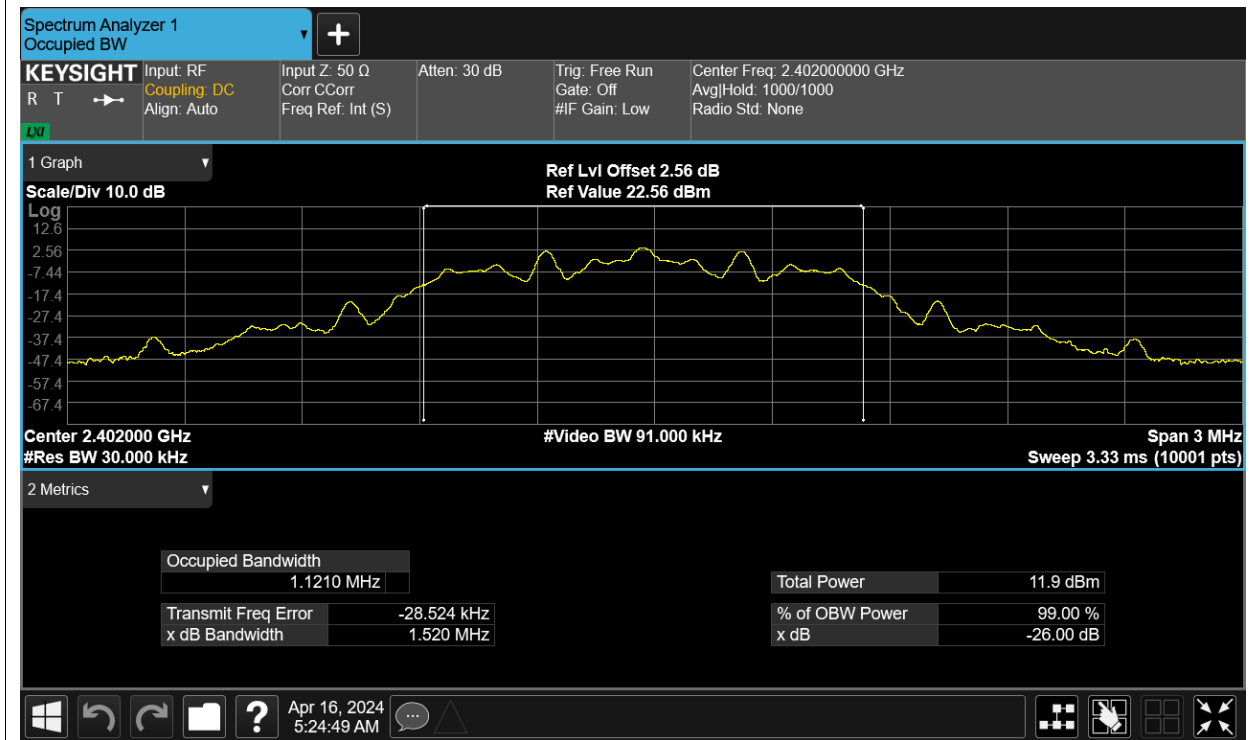 Spectrum Analyzer 1
Occupied BW
KEYSIGHT
R T
LXI
Input: RF
Coupling: DC
Align: Auto
Input Z: 50 Ω
Corr CCorr
Freq Ref: Int (S)
Atten: 30 dB
Trig: Free Run
Gate: Off
#IF Gain: Low
Center Freq: 2.402000000 GHz
Avg|Hold: 1000/1000
Radio Std: None
1 Graph
Scale/Div 10.0 dB
Ref Lvl Offset 2.56 dB
Ref Value 22.56 dBm
Log
12.6
2.56
-7.44
-17.4
-27.4
-37.4
-47.4
-57.4
-67.4
Center 2.402000 GHz
#Video BW 91.000 kHz
Span 3 MHz
#Res BW 30.000 kHz
Sweep 3.33 ms (10001 pts)
2 Metrics
Occupied Bandwidth
1.1210 MHz
Total Power 11.9 dBm
Transmit Freq Error -28.524 kHz
% of OBW Power 99.00 %
x dB Bandwidth 1.520 MHz
x dB -26.00 dB
?
Apr 16, 2024
5:24:49 AM